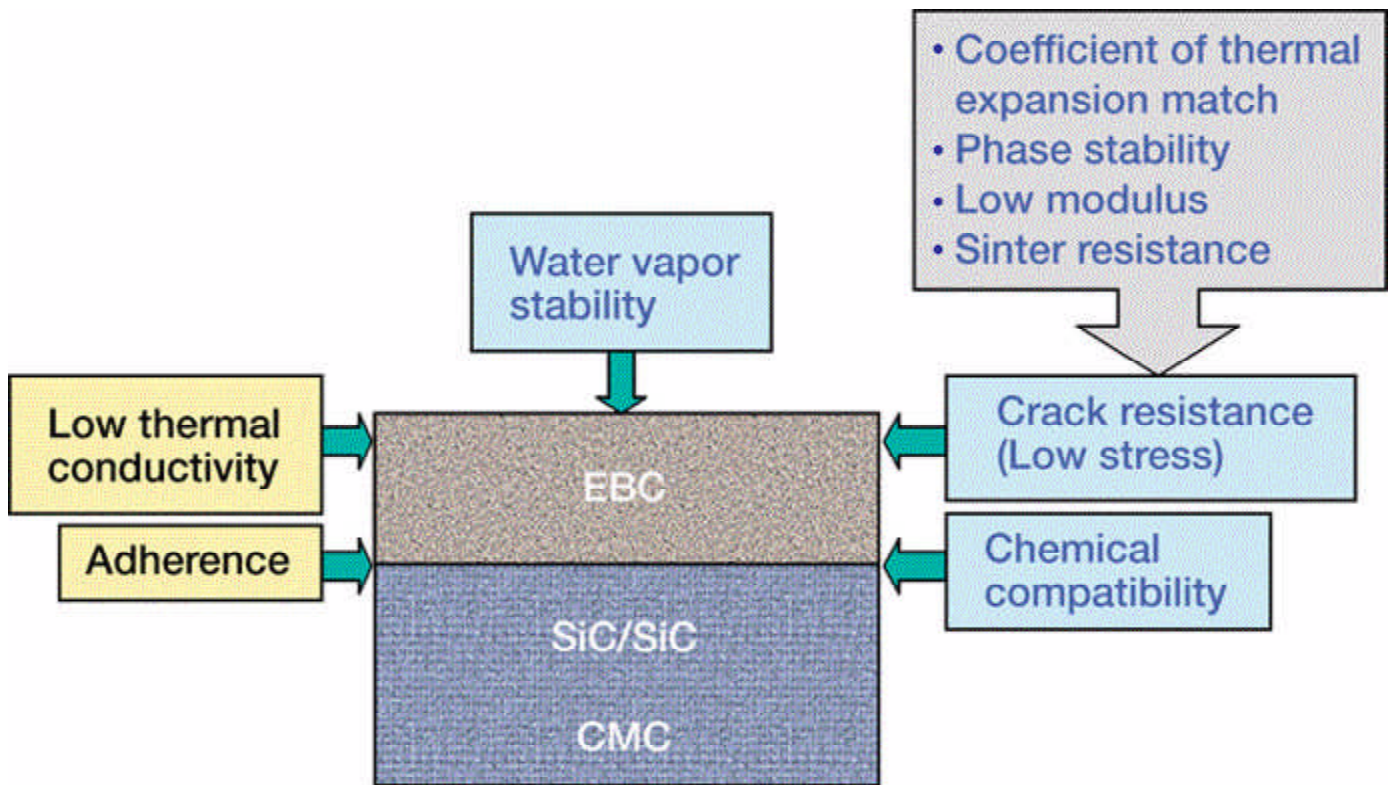 • Coefficient of thermal
expansion match
• Phase stability
• Low modulus
• Sinter resistance
Water vapor
stability
Low thermal
conductivity
Crack resistance
(Low stress)
EBC
Adherence
Chemical
compatibility
SiC/SiC
CMC